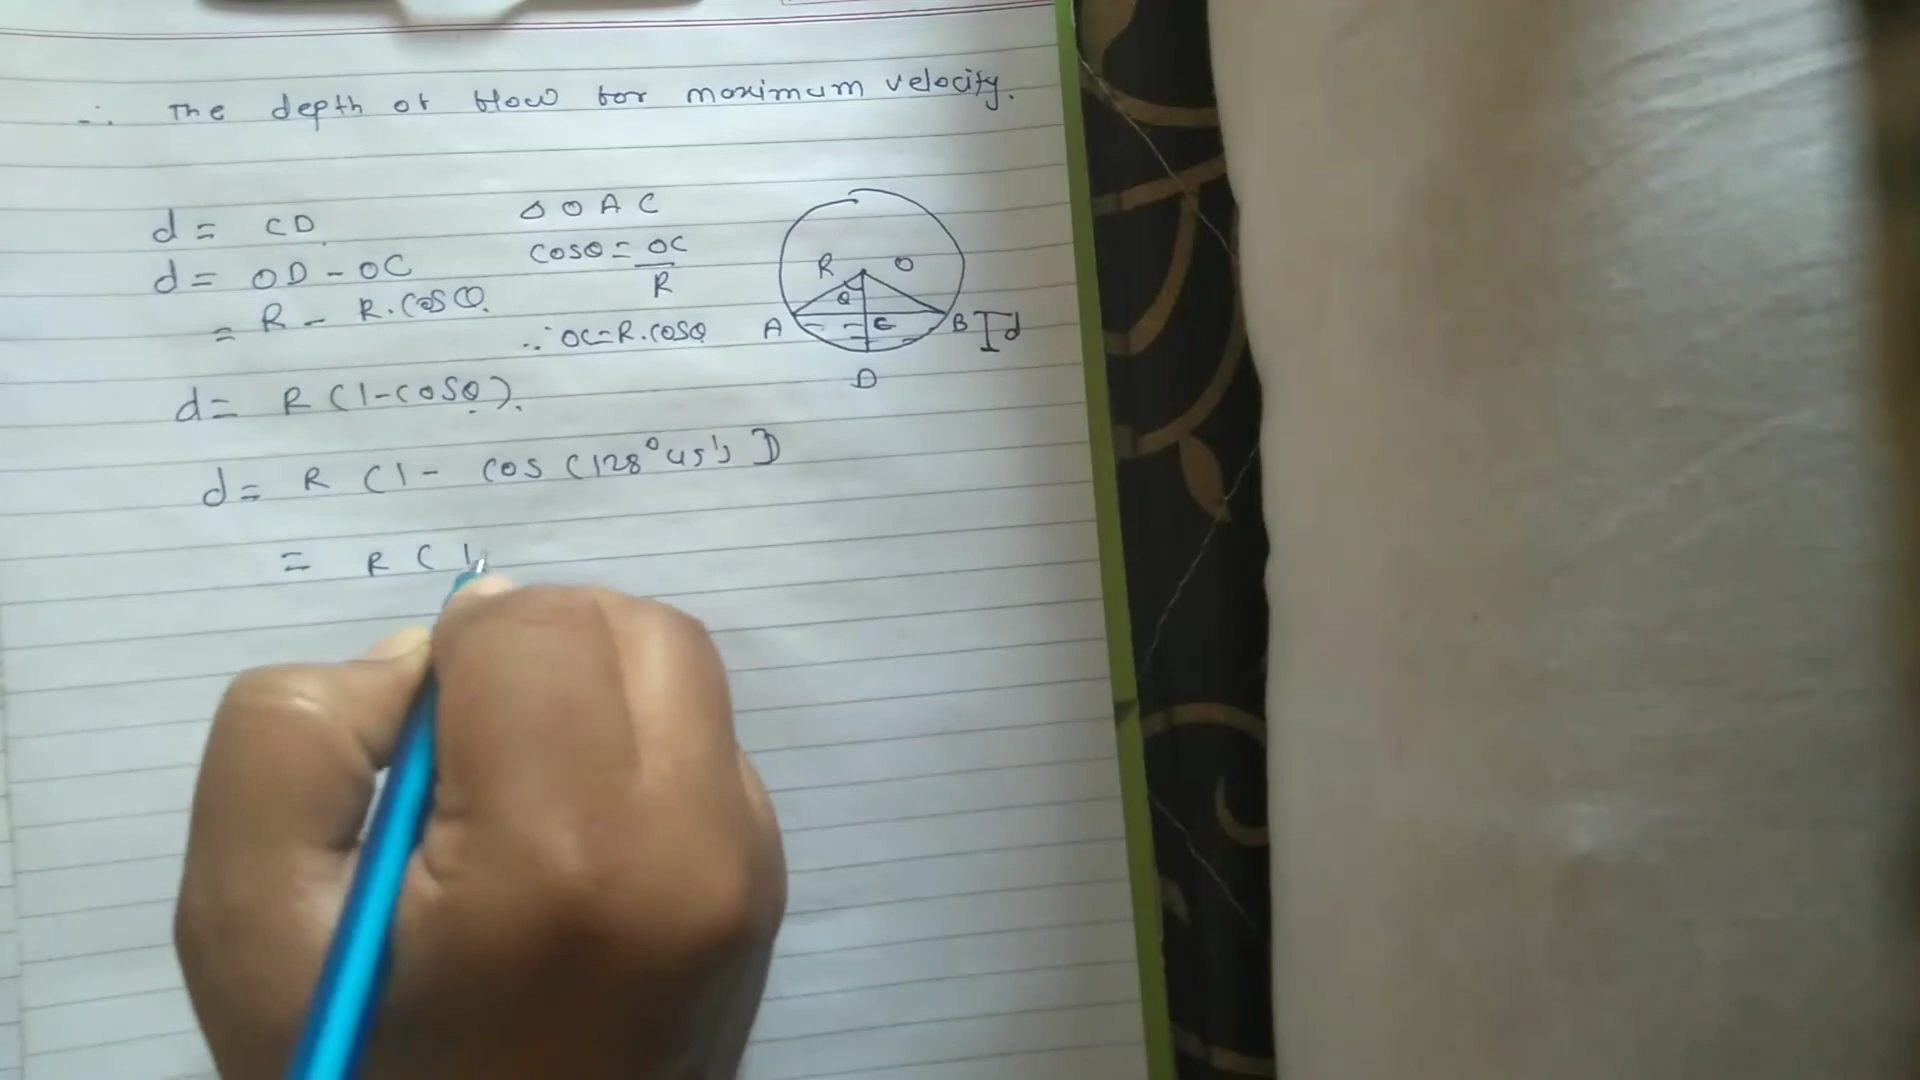 ∴ The depth of flow for maximum velocity.
d = CD
d = OD - OC
= R - R.cosθ.
d = R(1-cosθ).
d = R (1 - cos (128°45')]
= R ( 1
△ OAC
cosθ = OC
R
∴ OC = R.cosθ
R O
θ
A C B d
D